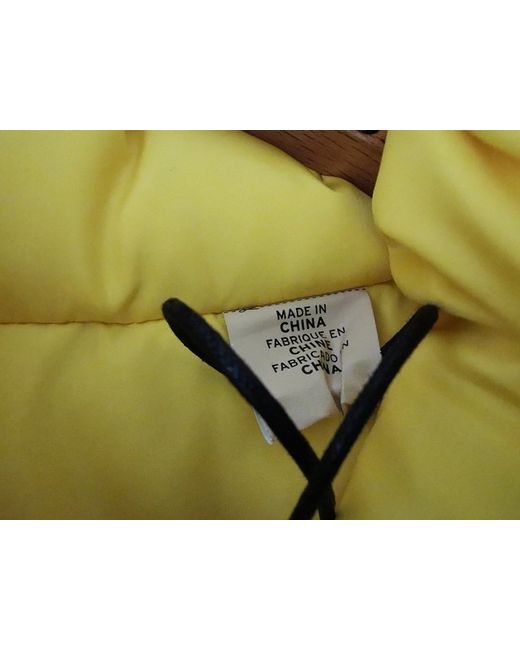 MADE IN
CHINA
FABRIQUE EN
CHINE
FABRICADO EN
CHINA